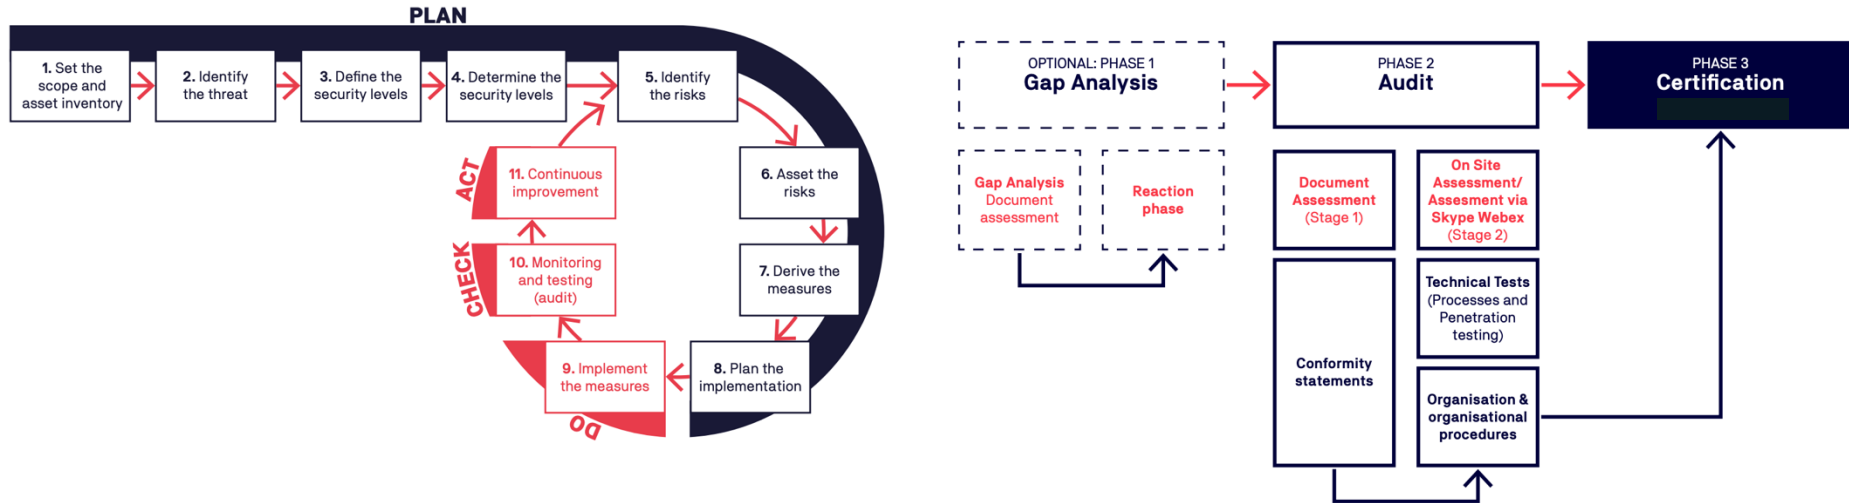 PLAN
1. Set the
scope and
asset inventory
2. Identify
the threat
3. Define the
security levels
4. Determine the
security levels
5. Identify
the risks
6. Asset the
risks
7. Derive the
measures
8. Plan the
implementation
9. Implement
the measures
DO
10. Monitoring
and testing
(audit)
CHECK
11. Continuous
improvement
ACT
OPTIONAL: PHASE 1
Gap Analysis
Gap Analysis
Document
assessment
Reaction
phase
PHASE 2
Audit
Document
Assessment
(Stage 1)
On Site
Assessment/
Assesment via
Skype Webex
(Stage 2)
Conformity
statements
Technical Tests
(Processes and
Penetration
testing)
Organisation &
organisational
procedures
PHASE 3
Certification